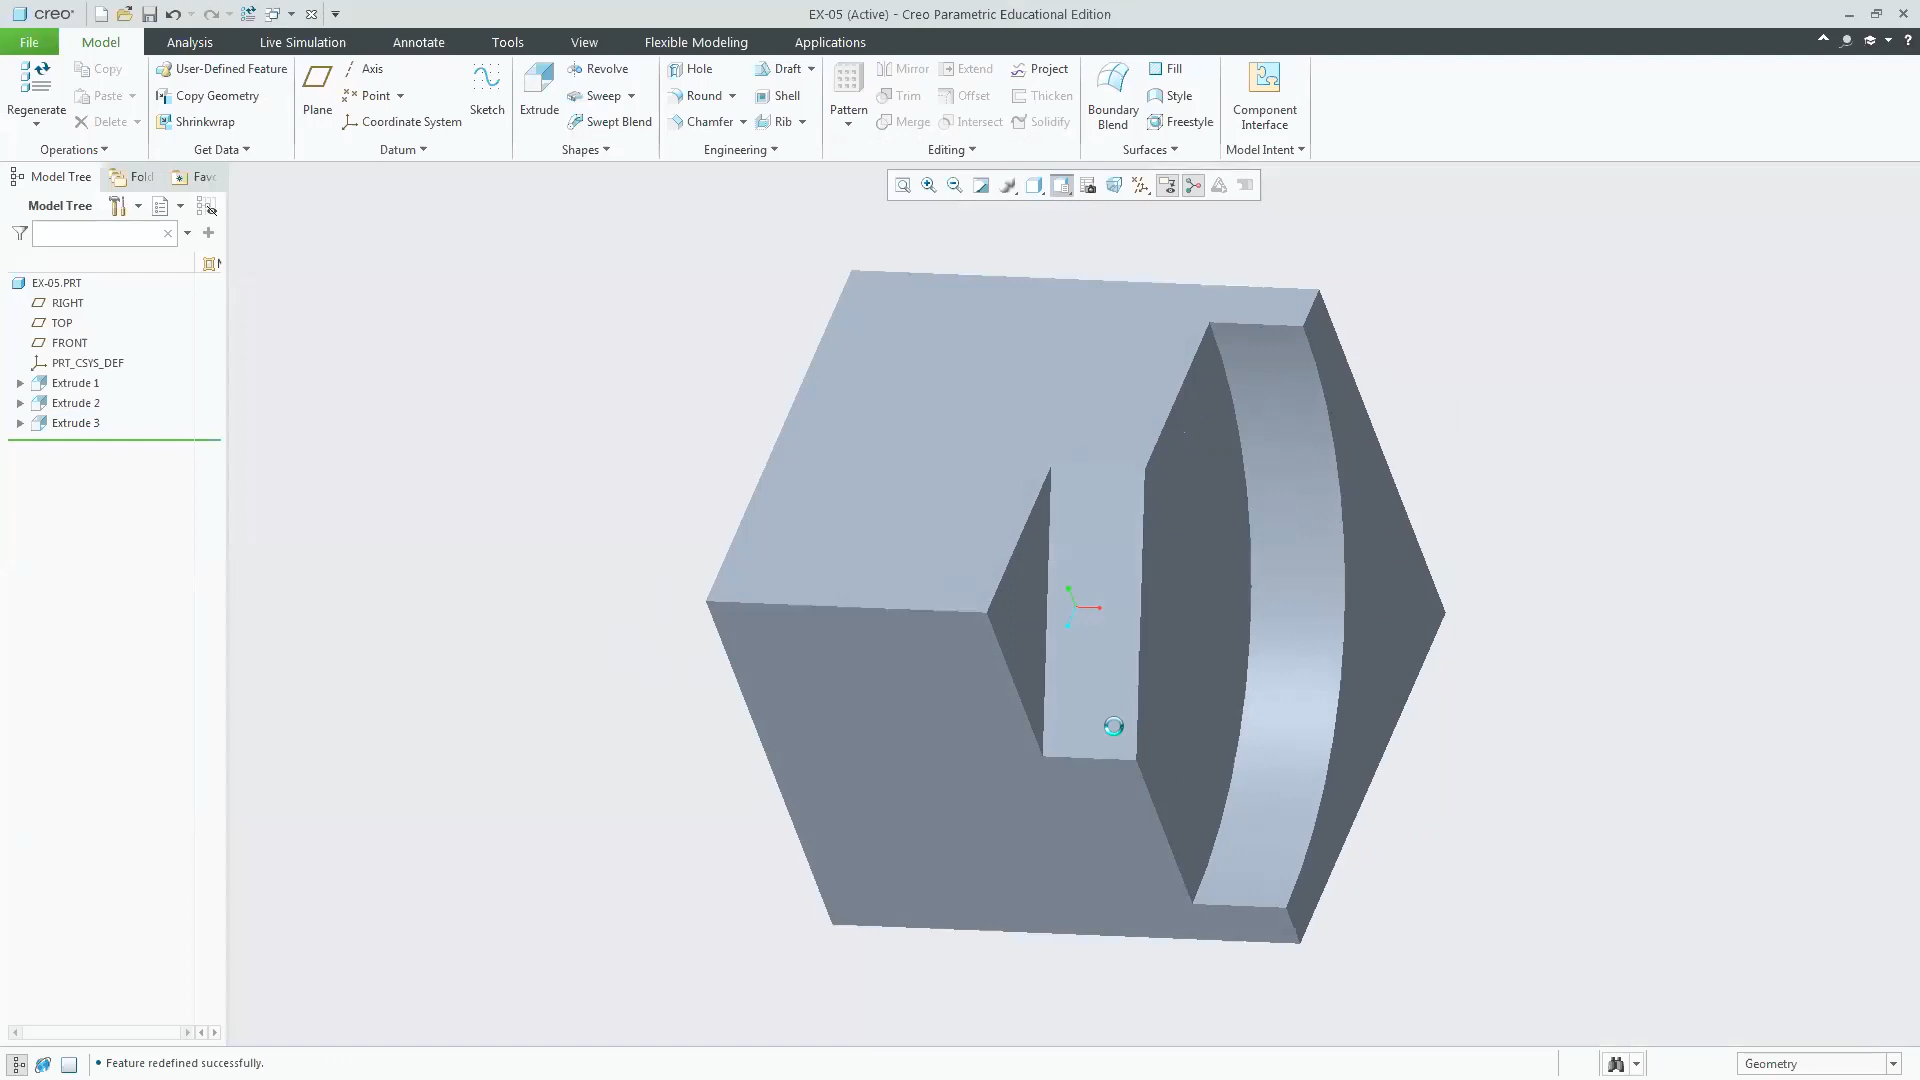 creo EX-05 (Active) - Creo Parametric Educational Edition
File Model Analysis Live Simulation Annotate Tools View Flexible Modeling Applications
Regenerate
Copy
Paste
Delete
Operations
User-Defined Feature
Copy Geometry
Shrinkwrap
Get Data
Plane
Axis
Point
Coordinate System
Sketch
Datum
Extrude
Revolve
Sweep
Swept Blend
Shapes
Hole
Round
Chamfer
Draft
Shell
Rib
Engineering
Pattern
Mirror
Trim
Merge
Extend
Offset
Intersect
Project
Thicken
Solidify
Editing
Boundary
Blend
Fill
Style
Freestyle
Surfaces
Component
Interface
Model Intent
Model Tree Fold Fav
Model Tree
EX-05.PRT
RIGHT
TOP
FRONT
PRT_CSYS_DEF
Extrude 1
Extrude 2
Extrude 3
Feature redefined successfully.
Geometry